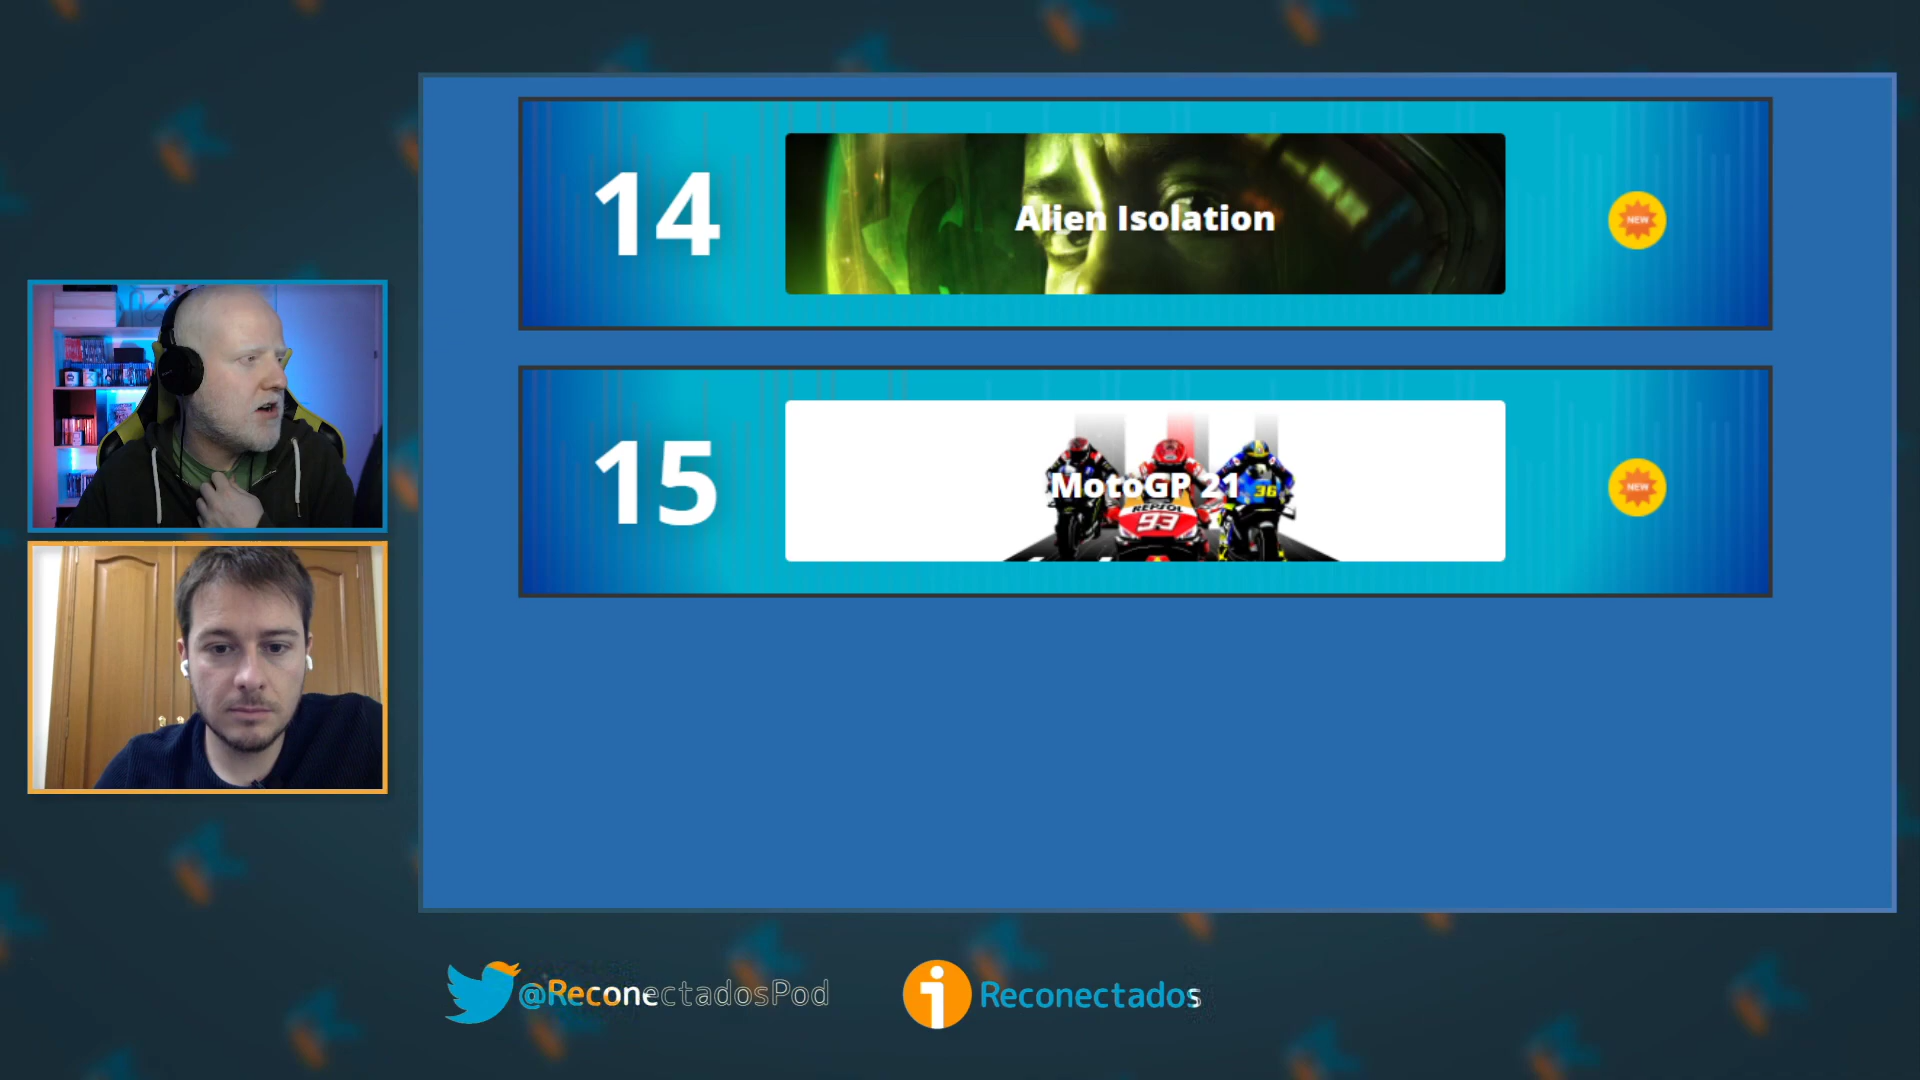 14
Alien Isolation
NEW
15
MotoGP 21
REPSOL
93
36
NEW
@ReconectadosPod
Reconectados